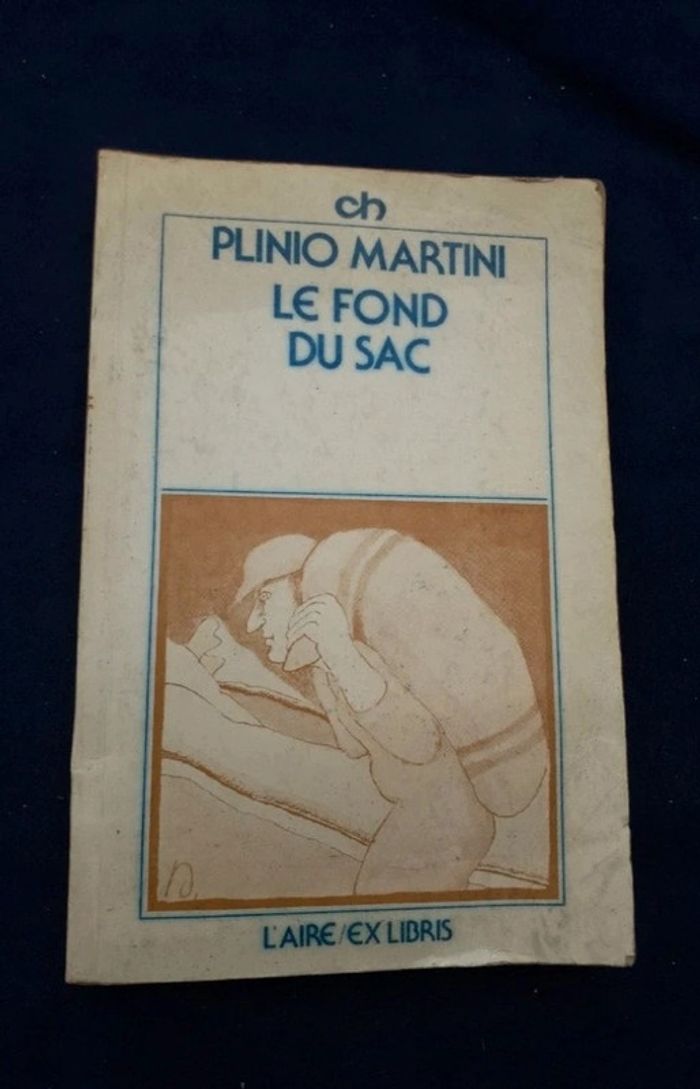 ch
PLINIO MARTINI
LE FOND
DU SAC
L'AIRE/EX LIBRIS